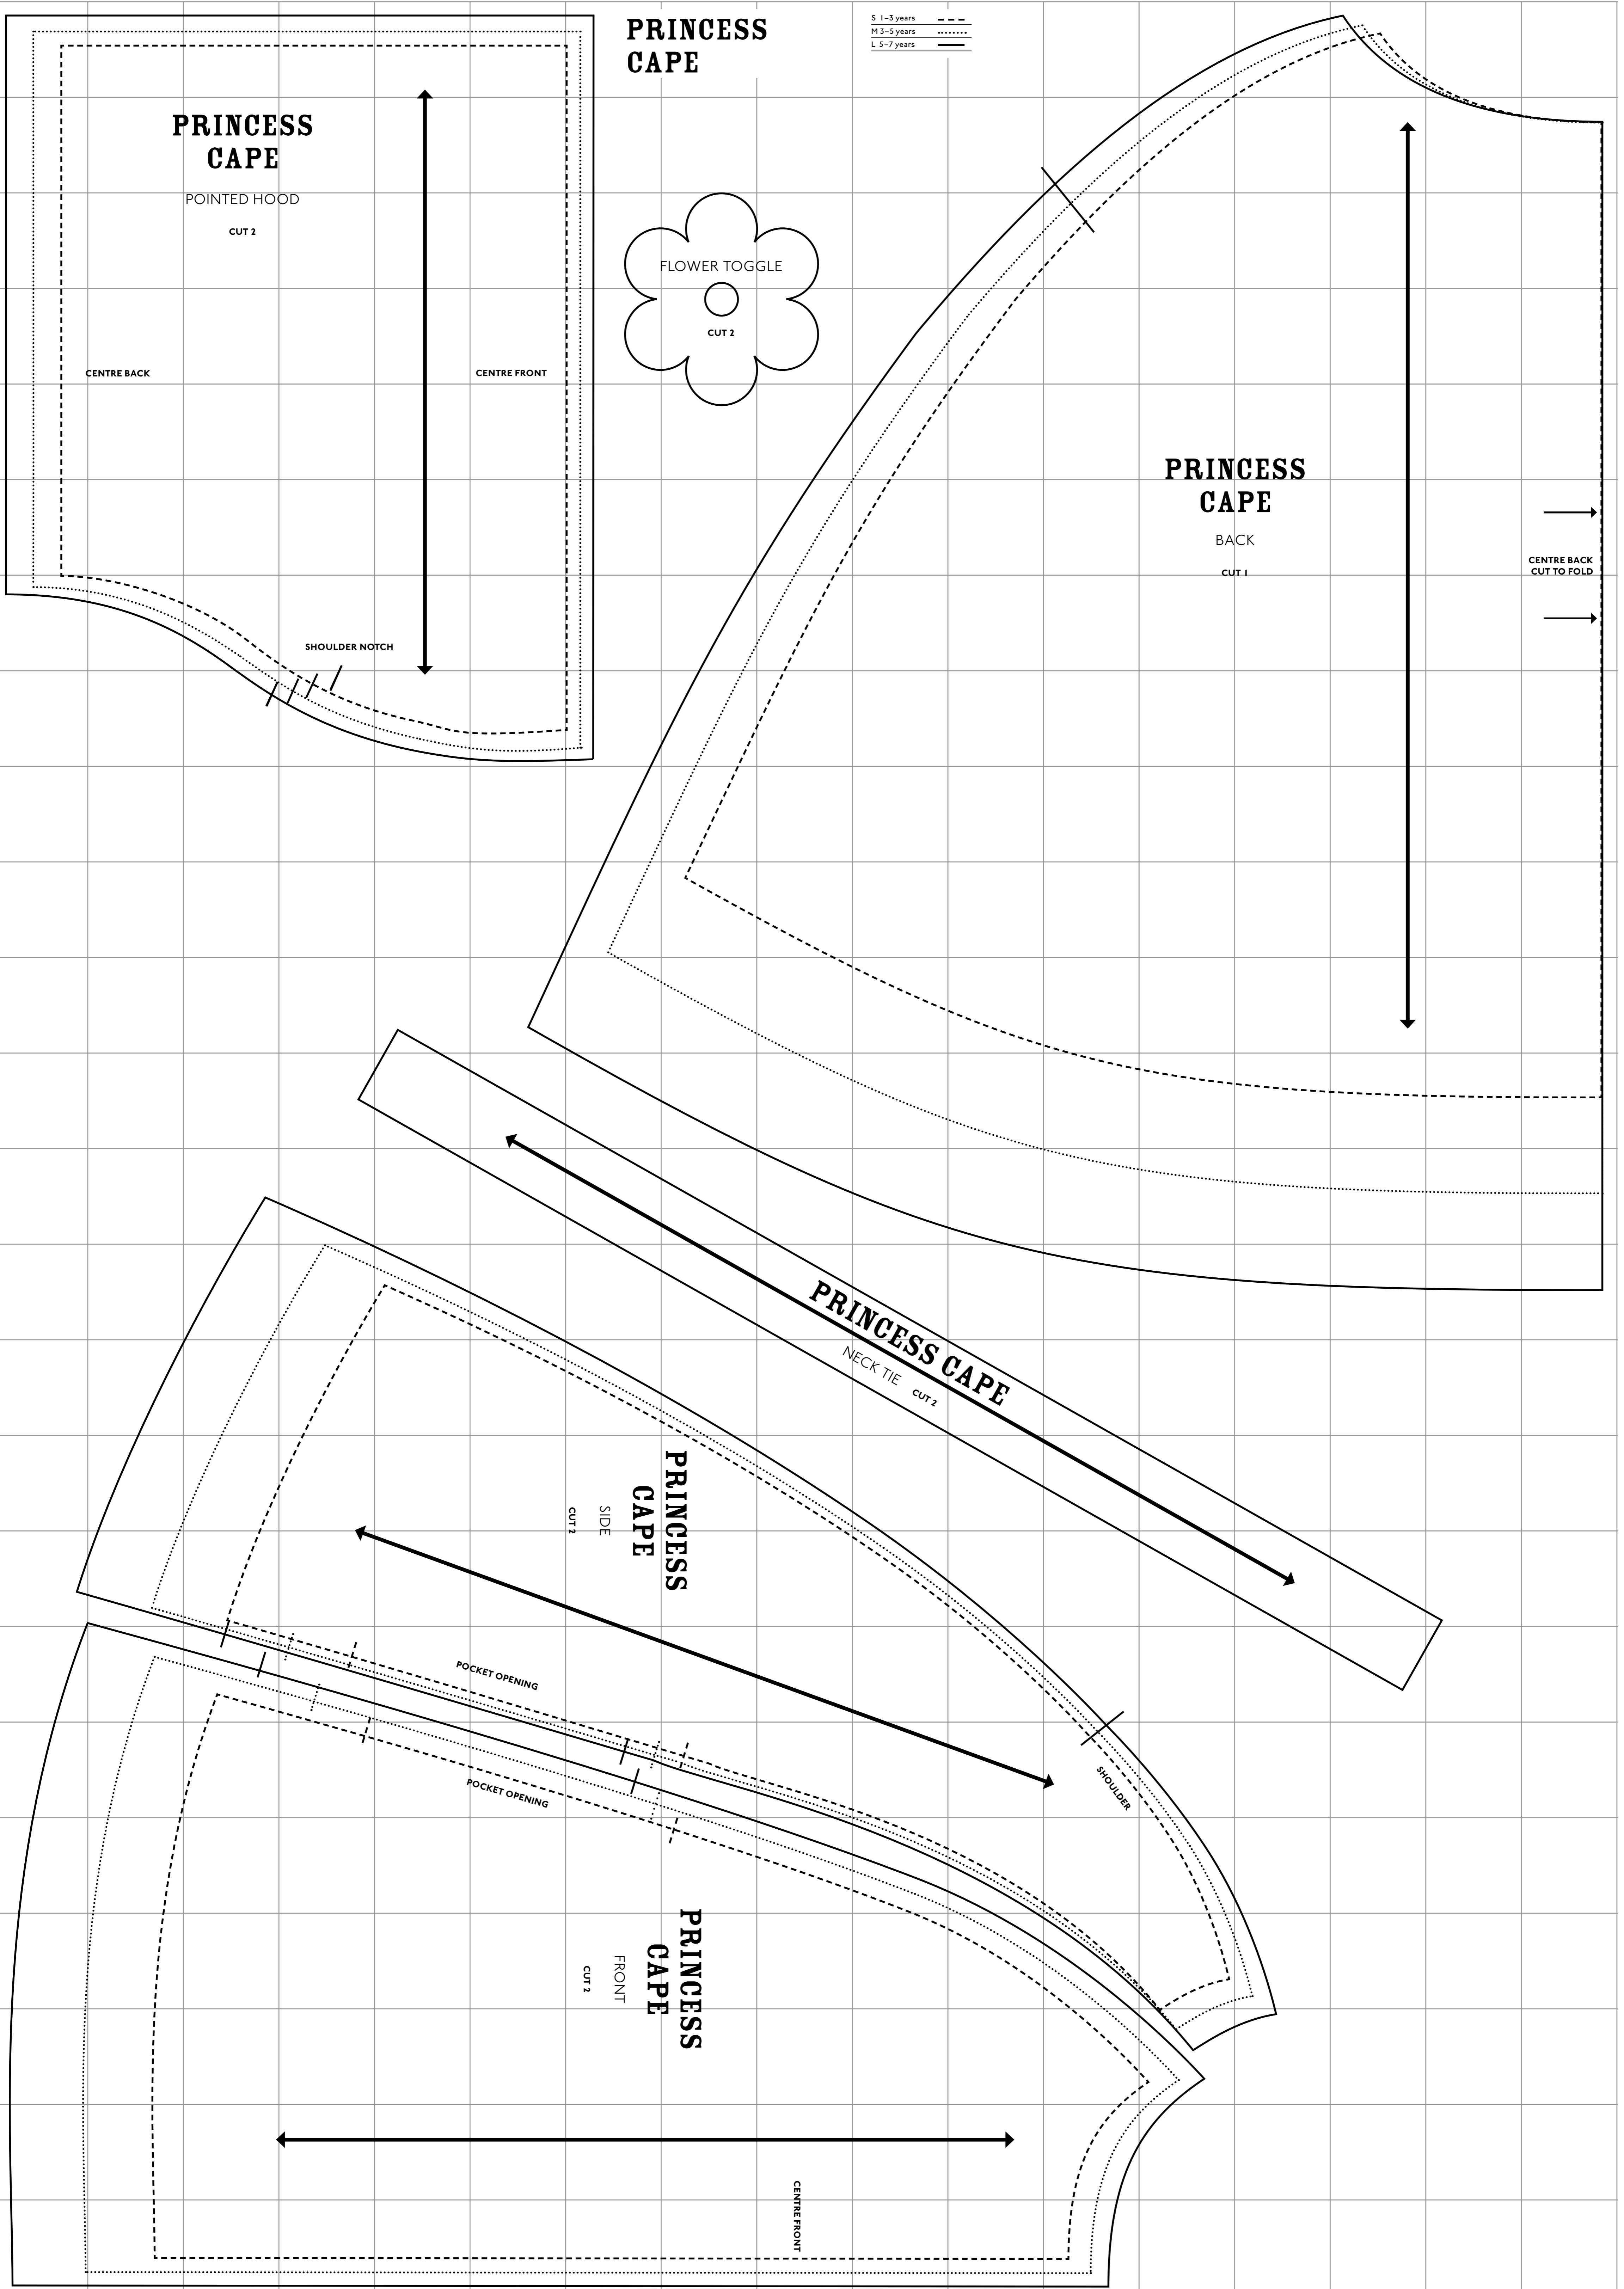 PRINCESS
CAPE
S 1–3 years
M 3–5 years
L 5–7 years
PRINCESS
CAPE
POINTED HOOD
CUT 2
CENTRE BACK
CENTRE FRONT
SHOULDER NOTCH
FLOWER TOGGLE
CUT 2
PRINCESS
CAPE
BACK
CUT 1
CENTRE BACK
CUT TO FOLD
PRINCESS CAPE
NECK TIE CUT 2
PRINCESS
CAPE
SIDE
CUT 2
POCKET OPENING
SHOULDER
POCKET OPENING
PRINCESS
CAPE
FRONT
CUT 2
CENTRE FRONT